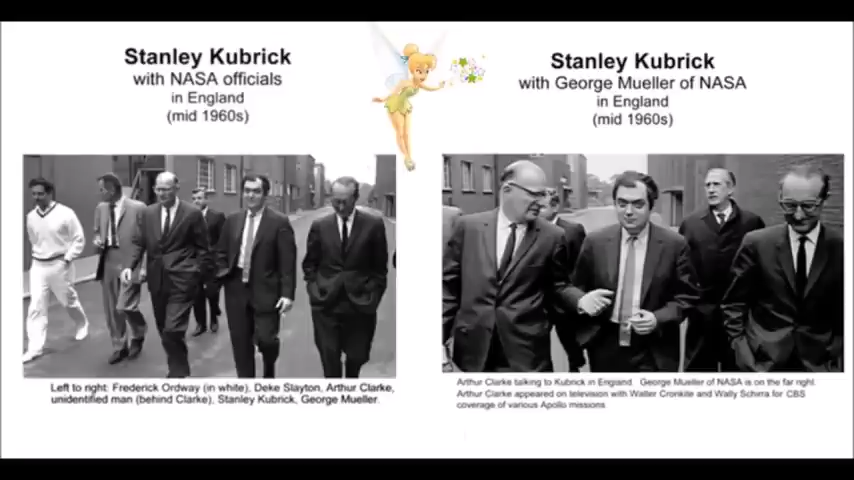 Stanley Kubrick
with NASA officials
in England
(mid 1960s)
Left to right: Frederick Ordway (in white), Deke Slayton, Arthur Clarke,
unidentified man (behind Clarke), Stanley Kubrick, George Mueller.
Stanley Kubrick
with George Mueller of NASA
in England
(mid 1960s)
Arthur Clarke talking to Kubrick in England. George Mueller of NASA is on the far right.
Arthur Clarke appeared on television with Walter Cronkite and Wally Schirra for CBS
coverage of various Apollo missions